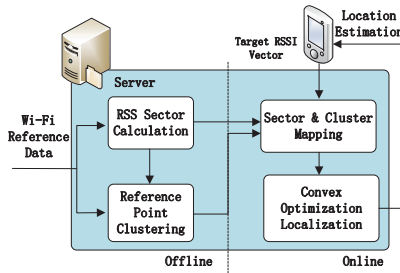 Location
Estimation
Target RSSI
Vector
Server
Wi-Fi
Reference
Data
RSS Sector
Calculation
Sector & Cluster
Mapping
Reference
Point
Clustering
Convex
Optimization
Localization
Offline
Online